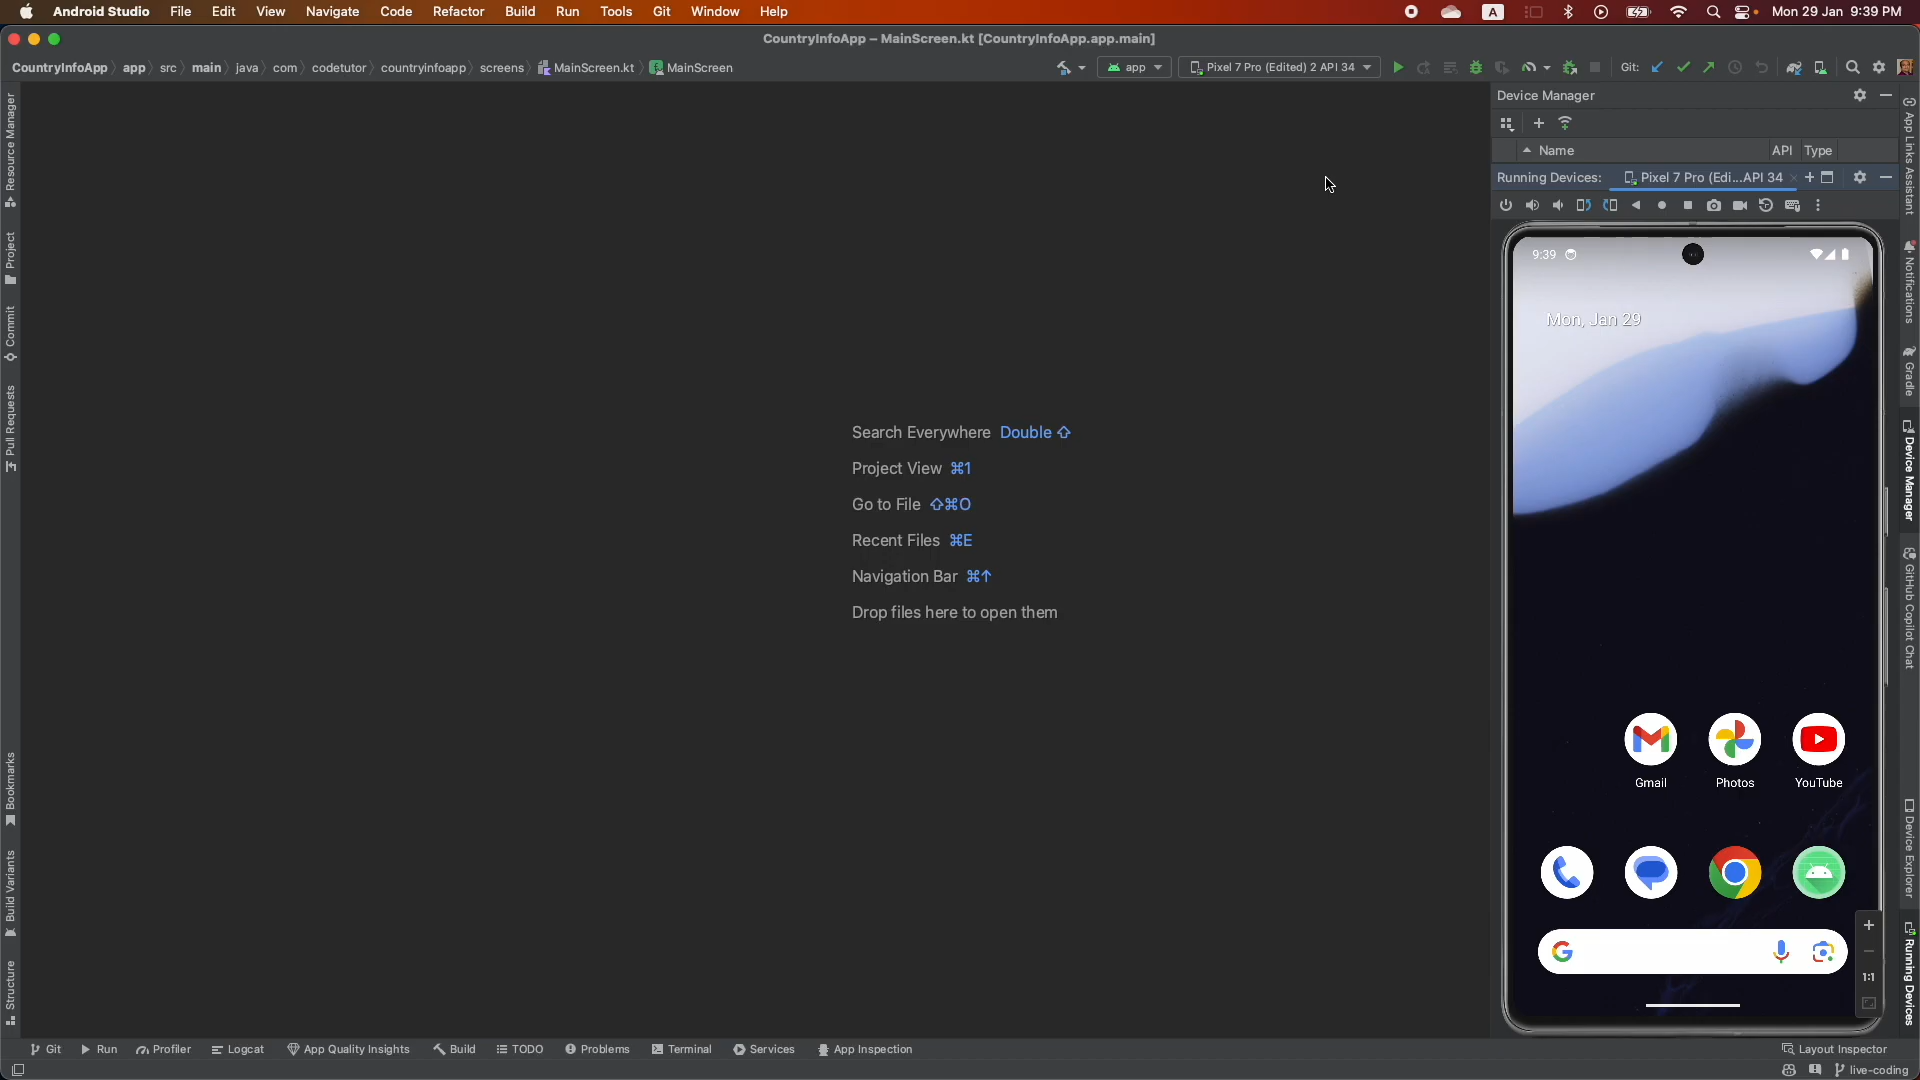 Android Studio File Edit View Navigate Code Refactor Build Run Tools Git Window Help A Mon 29 Jan 9:39 PM
CountryInfoApp – MainScreen.kt [CountryInfoApp.app.main]
CountryInfoApp app src main java com codetutor countryinfoapp screens MainScreen.kt MainScreen app Pixel 7 Pro (Edited) 2 API 34 Git:
Resource Manager
Project
Commit
Pull Requests
Bookmarks
Build Variants
Structure
Search Everywhere Double ⇧
Project View ⌘1
Go to File ⇧⌘O
Recent Files ⌘E
Navigation Bar ⌘↑
Drop files here to open them
Device Manager
Name API Type
Running Devices: Pixel 7 Pro (Edi...API 34
9:39
Mon, Jan 29
Gmail Photos YouTube
1:1
App Links Assistant
Notifications
Gradle
Device Manager
GitHub Copilot Chat
Device Explorer
Running Devices
Git Run Profiler Logcat App Quality Insights Build TODO Problems Terminal Services App Inspection Layout Inspector
live-coding